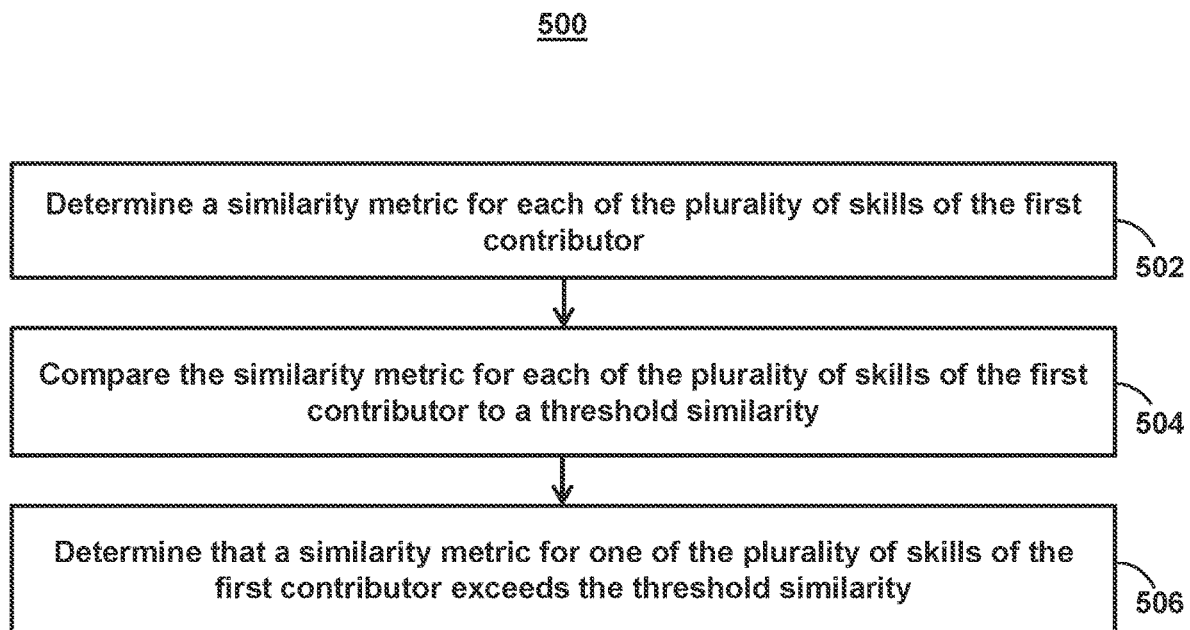 500
Determine a similarity metric for each of the plurality of skills of the first
contributor
502
Compare the similarity metric for each of the plurality of skills of the first
contributor to a threshold similarity
504
Determine that a similarity metric for one of the plurality of skills of the
first contributor exceeds the threshold similarity
506